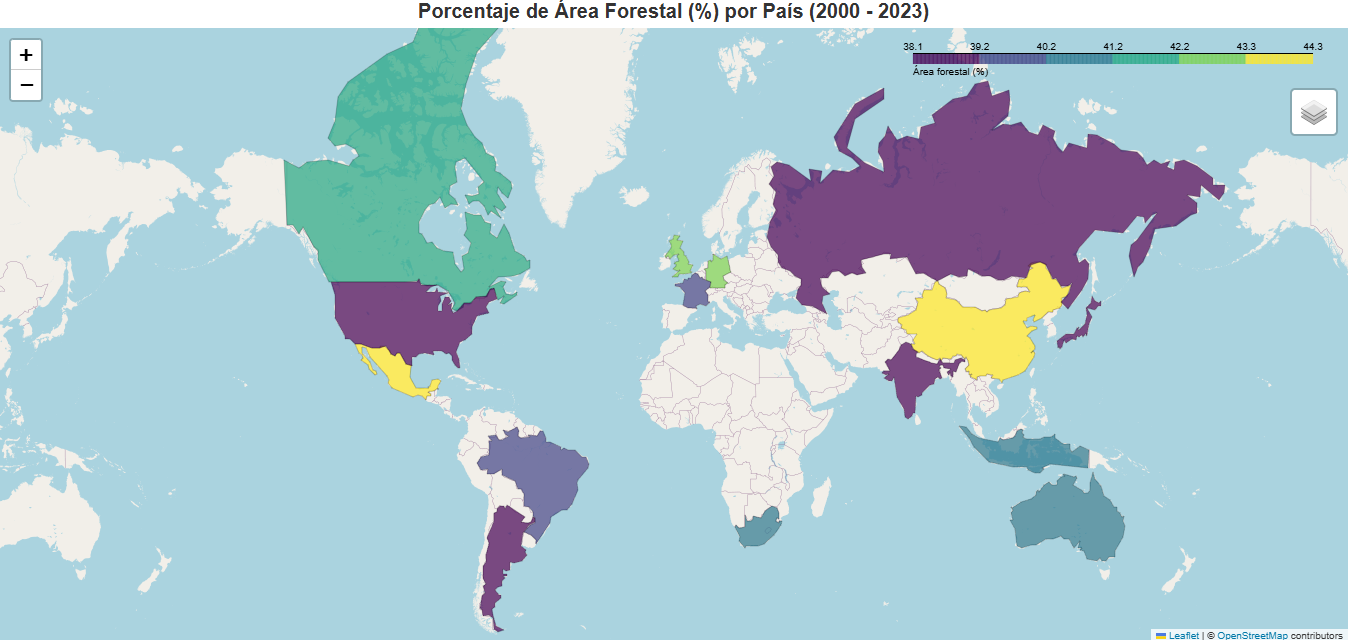 Porcentaje de Área Forestal (%) por País (2000 - 2023)
+
−
38.1 39.2 40.2 41.2 42.2 43.3 44.3
Área forestal (%)
Leaflet | © OpenStreetMap contributors